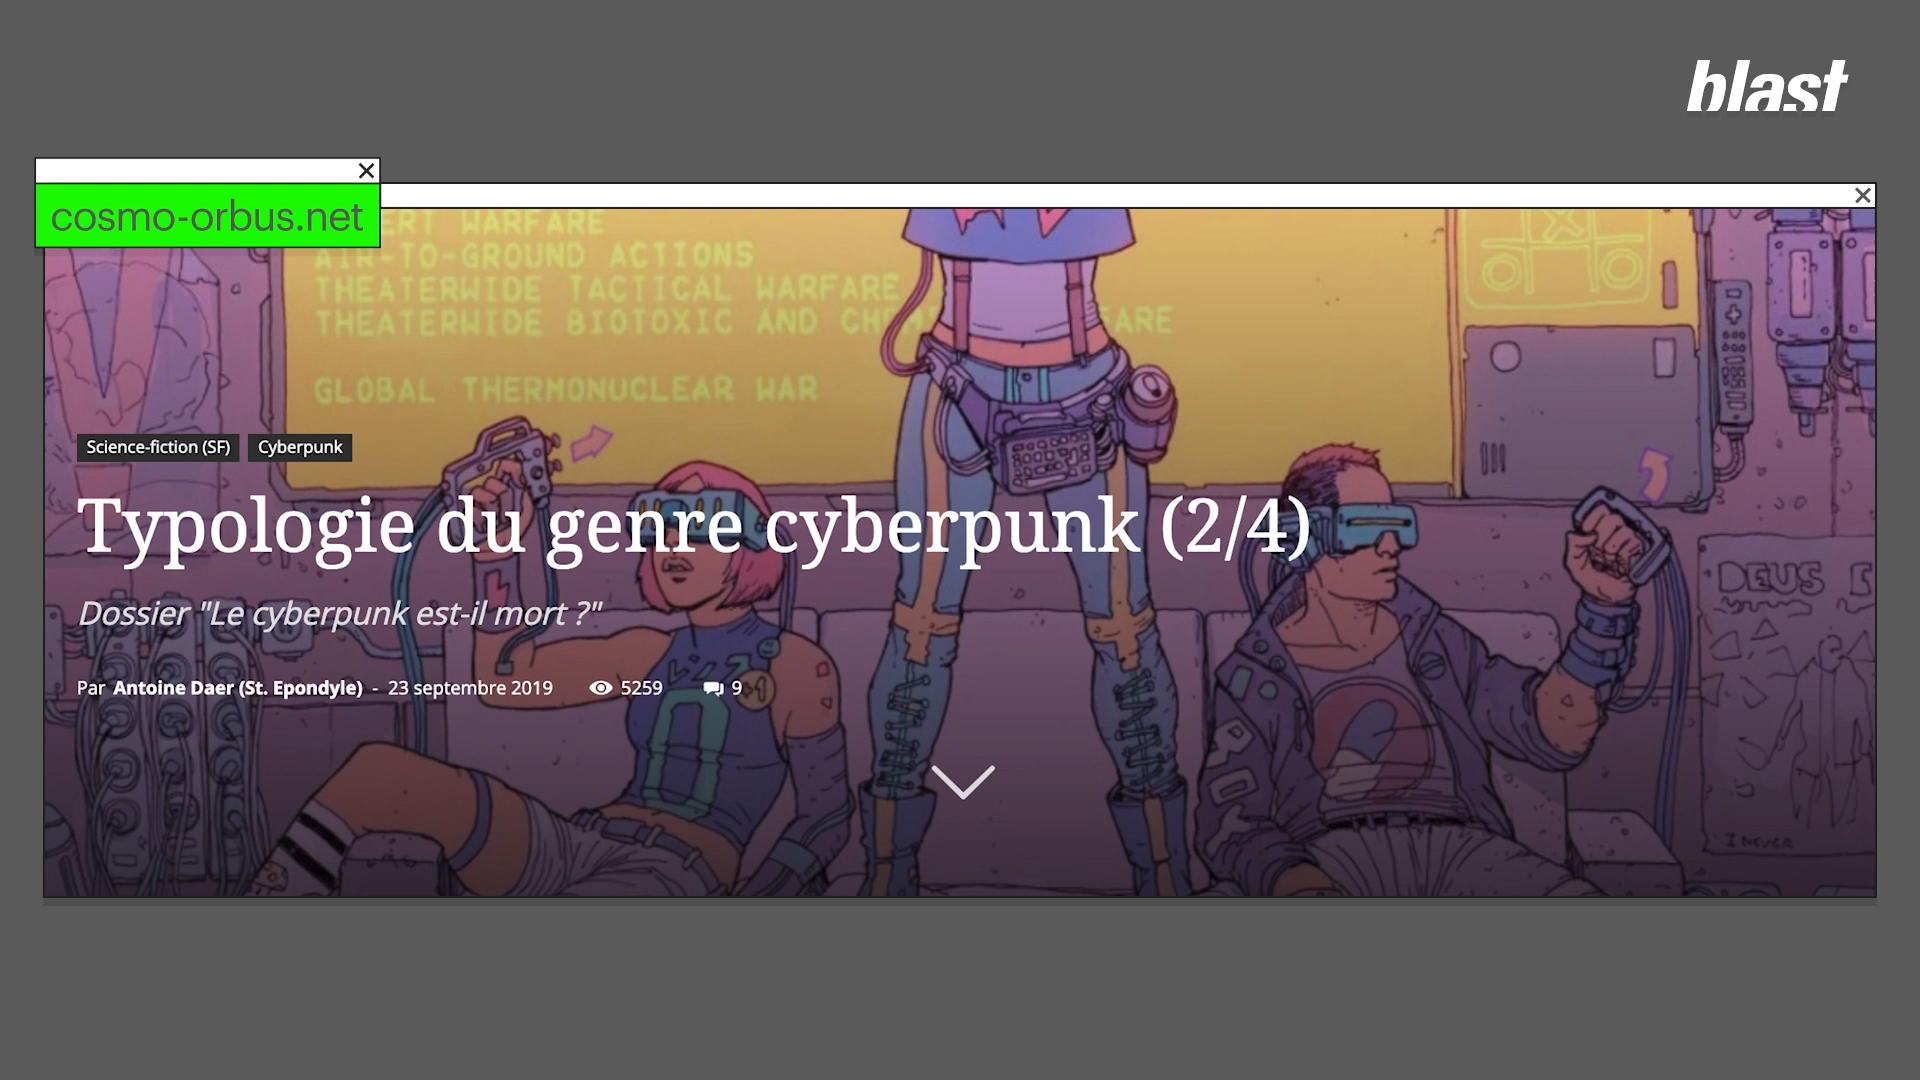 blast
cosmo-orbus.net
ERT WARFARE
AIR-TO-GROUND ACTIONS
THEATERWIDE TACTICAL WARFARE
THEATERWIDE BIOTOXIC AND CHE ARE
GLOBAL THERMONUCLEAR WAR
Science-fiction (SF) Cyberpunk
Typologie du genre cyberpunk (2/4)
Dossier "Le cyberpunk est-il mort ?"
DEUS E
Par Antoine Daer (St. Epondyle) - 23 septembre 2019 5259 9
I NEVER